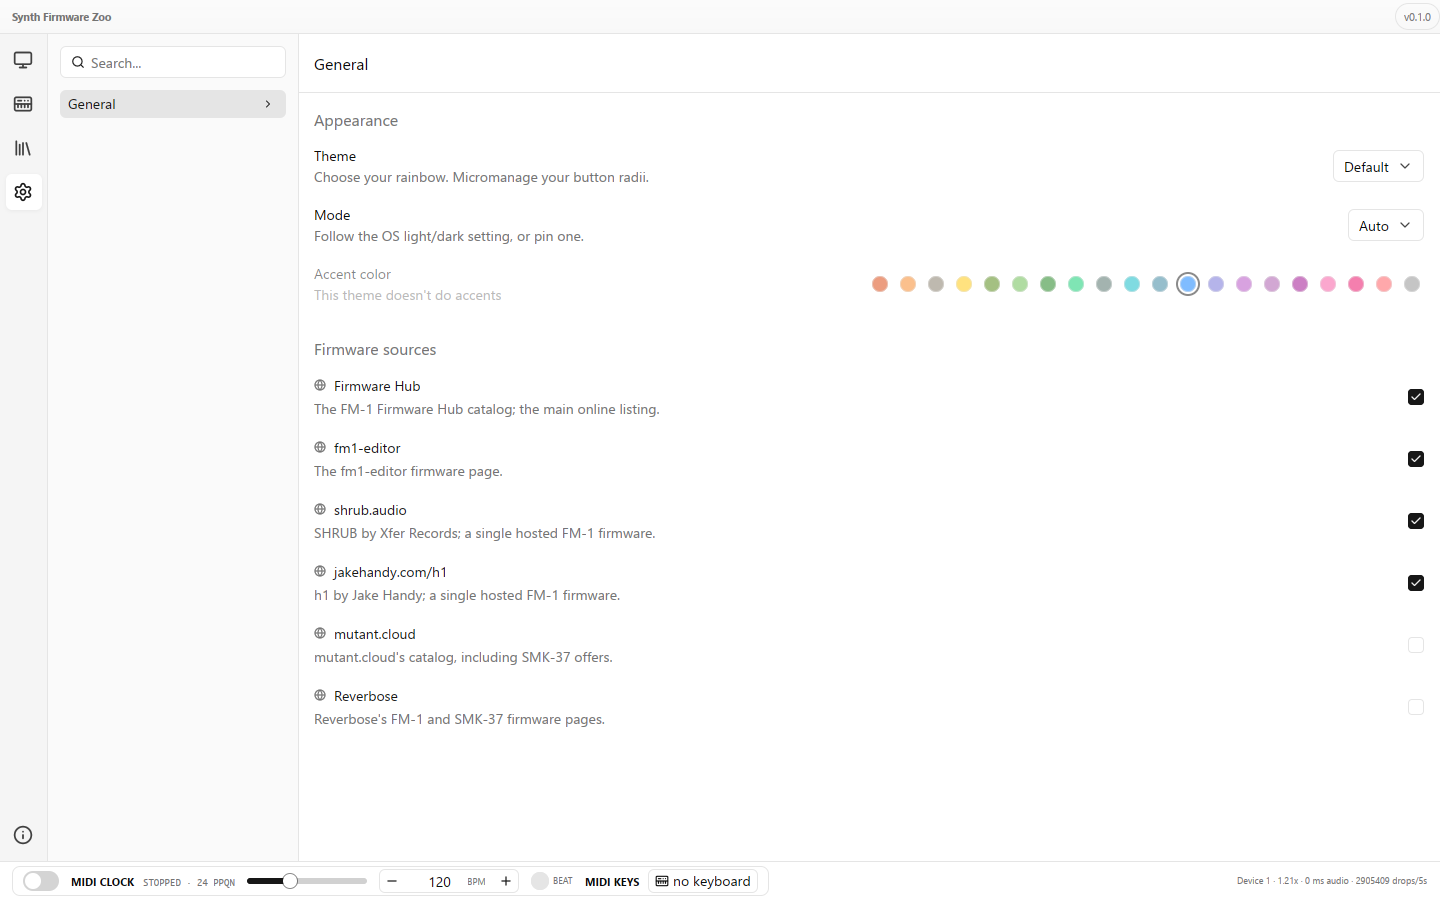 Synth Firmware Zoo
v0.1.0
Search...
General
General
Appearance
Theme
Choose your rainbow. Micromanage your button radii.
Default
Mode
Follow the OS light/dark setting, or pin one.
Auto
Accent color
This theme doesn't do accents
Firmware sources
Firmware Hub
The FM-1 Firmware Hub catalog; the main online listing.
fm1-editor
The fm1-editor firmware page.
shrub.audio
SHRUB by Xfer Records; a single hosted FM-1 firmware.
jakehandy.com/h1
h1 by Jake Handy; a single hosted FM-1 firmware.
mutant.cloud
mutant.cloud's catalog, including SMK-37 offers.
Reverbose
Reverbose's FM-1 and SMK-37 firmware pages.
MIDI CLOCK STOPPED · 24 PPQN − 120 BPM + BEAT MIDI KEYS no keyboard
Device 1 · 1.21x · 0 ms audio · 2905409 drops/5s